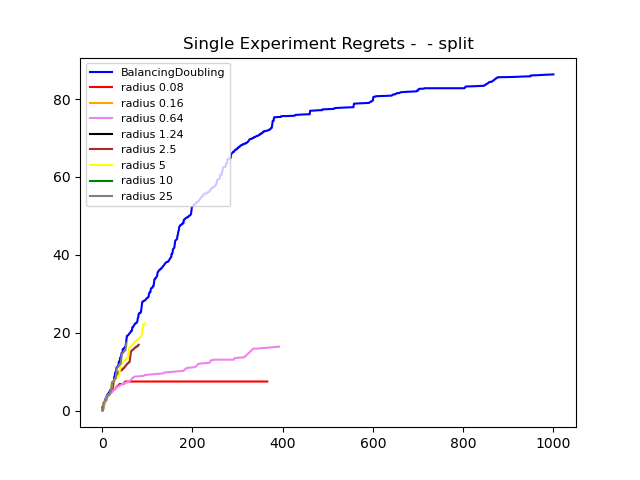 Single Experiment Regrets -  - split
BalancingDoubling
radius 0.08
radius 0.16
radius 0.64
radius 1.24
radius 2.5
radius 5
radius 10
radius 25
80
60
40
20
0
0 200 400 600 800 1000